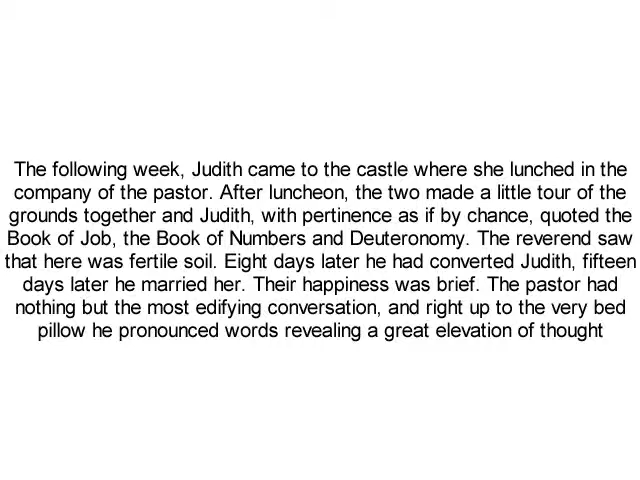 The following week, Judith came to the castle where she lunched in the
company of the pastor. After luncheon, the two made a little tour of the
grounds together and Judith, with pertinence as if by chance, quoted the
Book of Job, the Book of Numbers and Deuteronomy. The reverend saw
that here was fertile soil. Eight days later he had converted Judith, fifteen
days later he married her. Their happiness was brief. The pastor had
nothing but the most edifying conversation, and right up to the very bed
pillow he pronounced words revealing a great elevation of thought